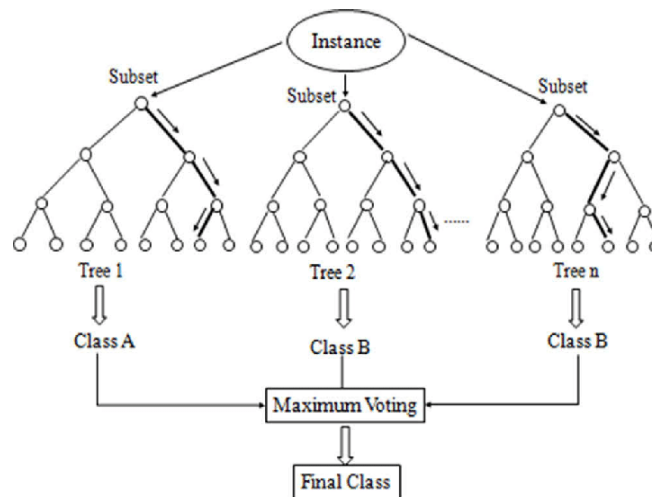 Instance
Subset
Subset
Subset
......
Tree 1
Tree 2
Tree n
Class A
Class B
Class B
Maximum Voting
Final Class